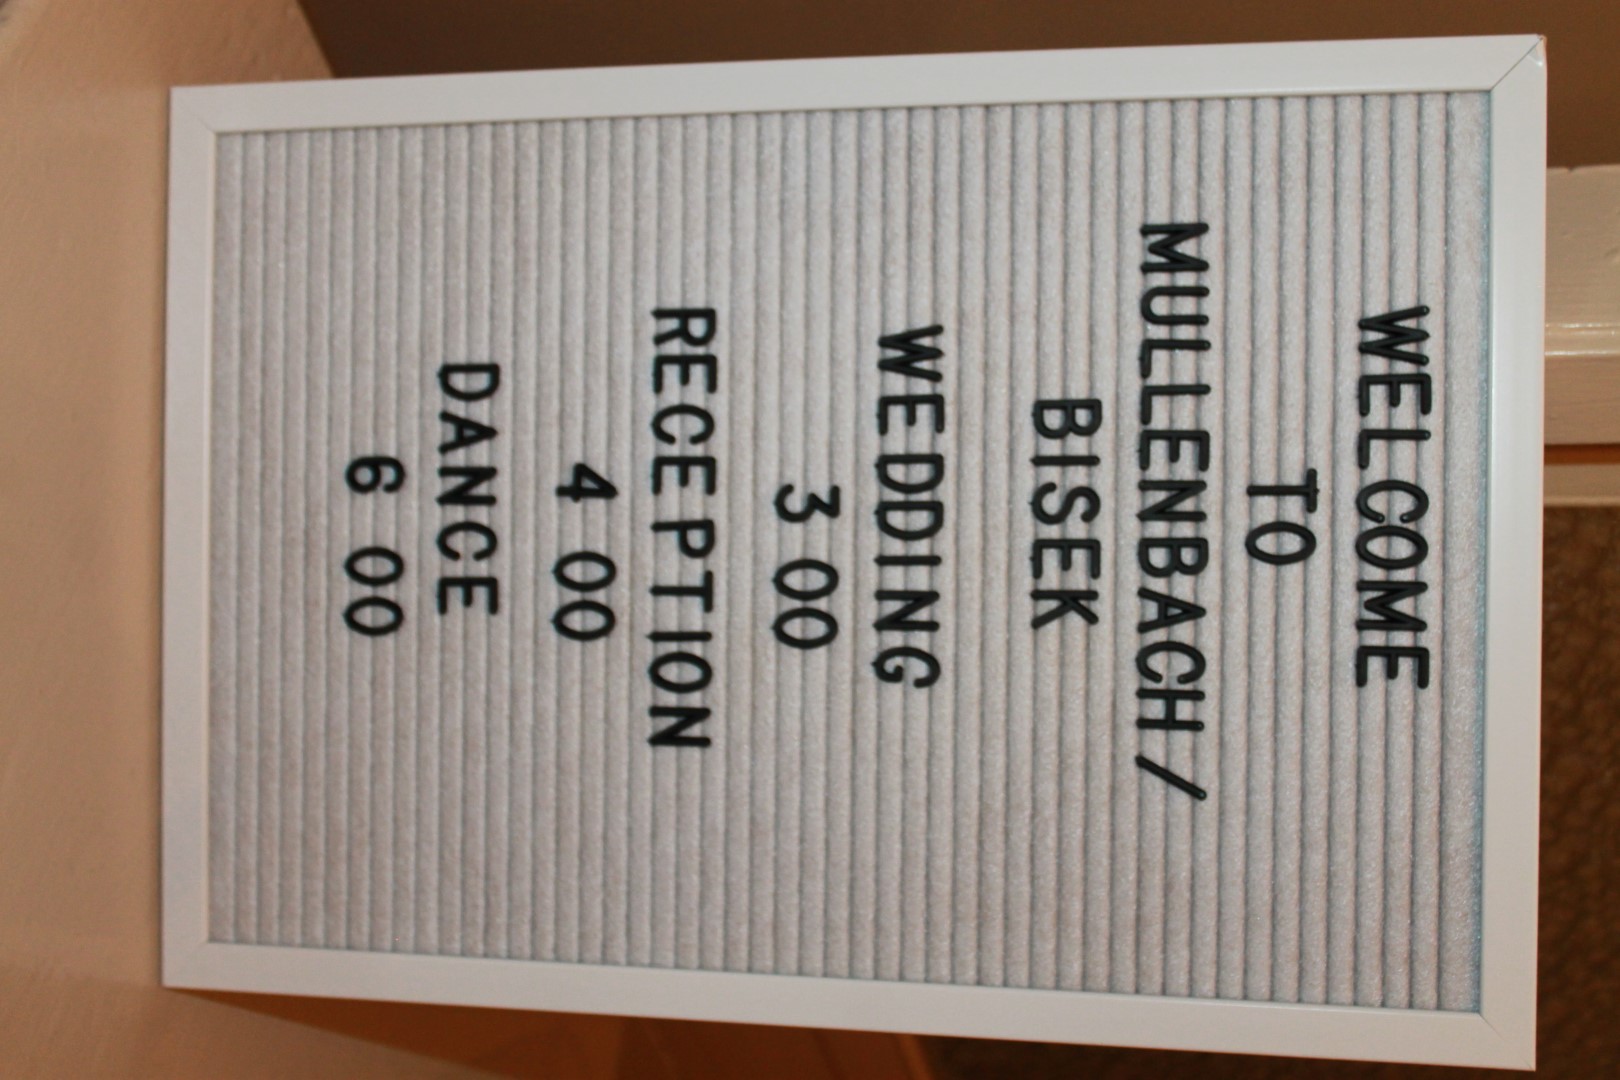 WELCOME
TO
MULLENBACH/
BISEK
WEDDING
3 00
RECEPTION
4 00
DANCE
6 00